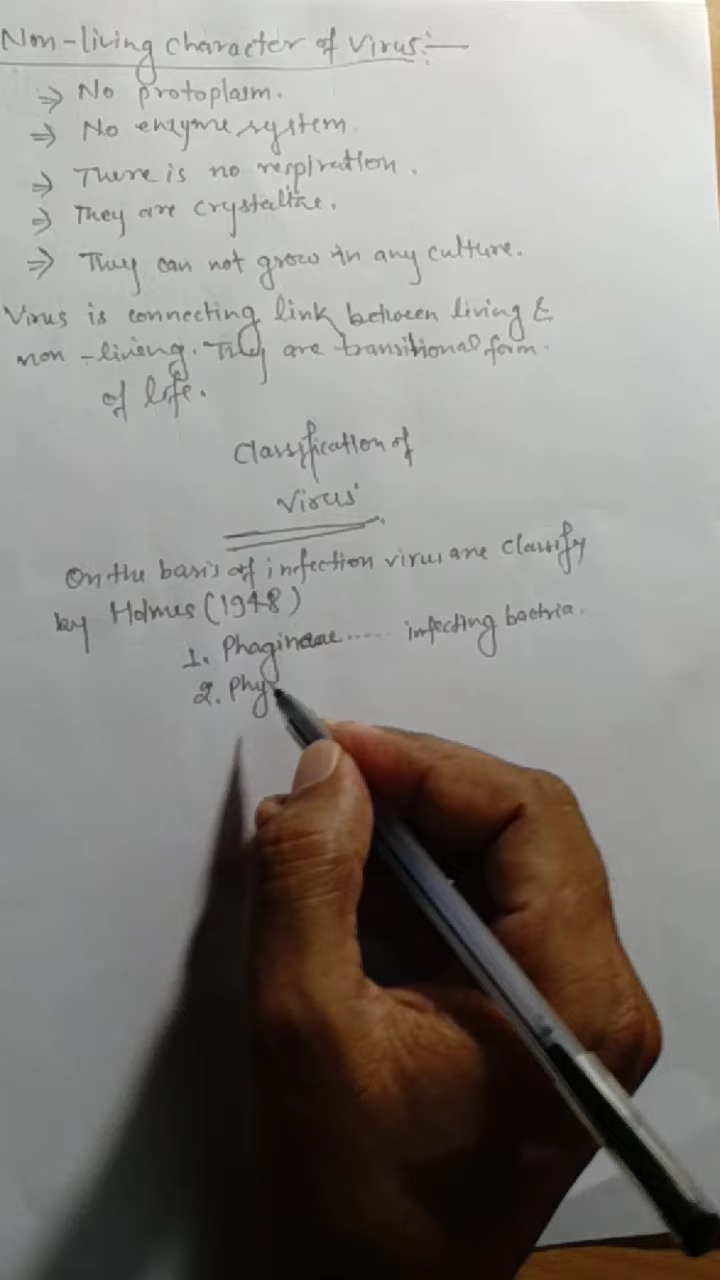 Non-living character of Virus:—
⇒ No protoplasm.
⇒ No enzyme system.
⇒ There is no respiration.
⇒ They are crystaline.
⇒ They can not grow in any culture.
Virus is connecting link between living &
non-living. They are transitional form
of life.
Classification of
Virus
On the basis of infection virus are classify
by Holmes (1948)
1. Phaginae ..... infecting bactria.
2. Phy